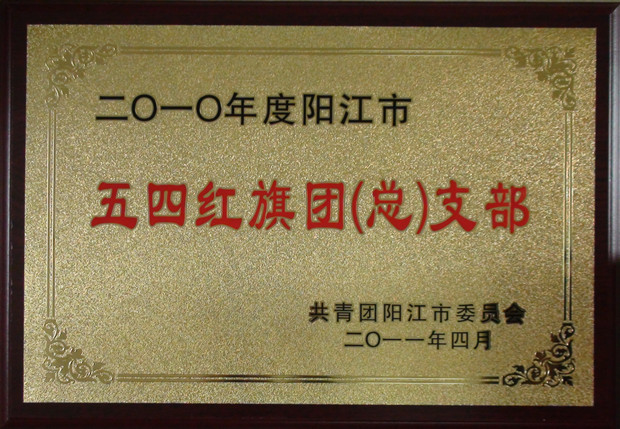 二〇一〇年度阳江市
五四红旗团(总)支部
共青团阳江市委员会
二〇一一年四月